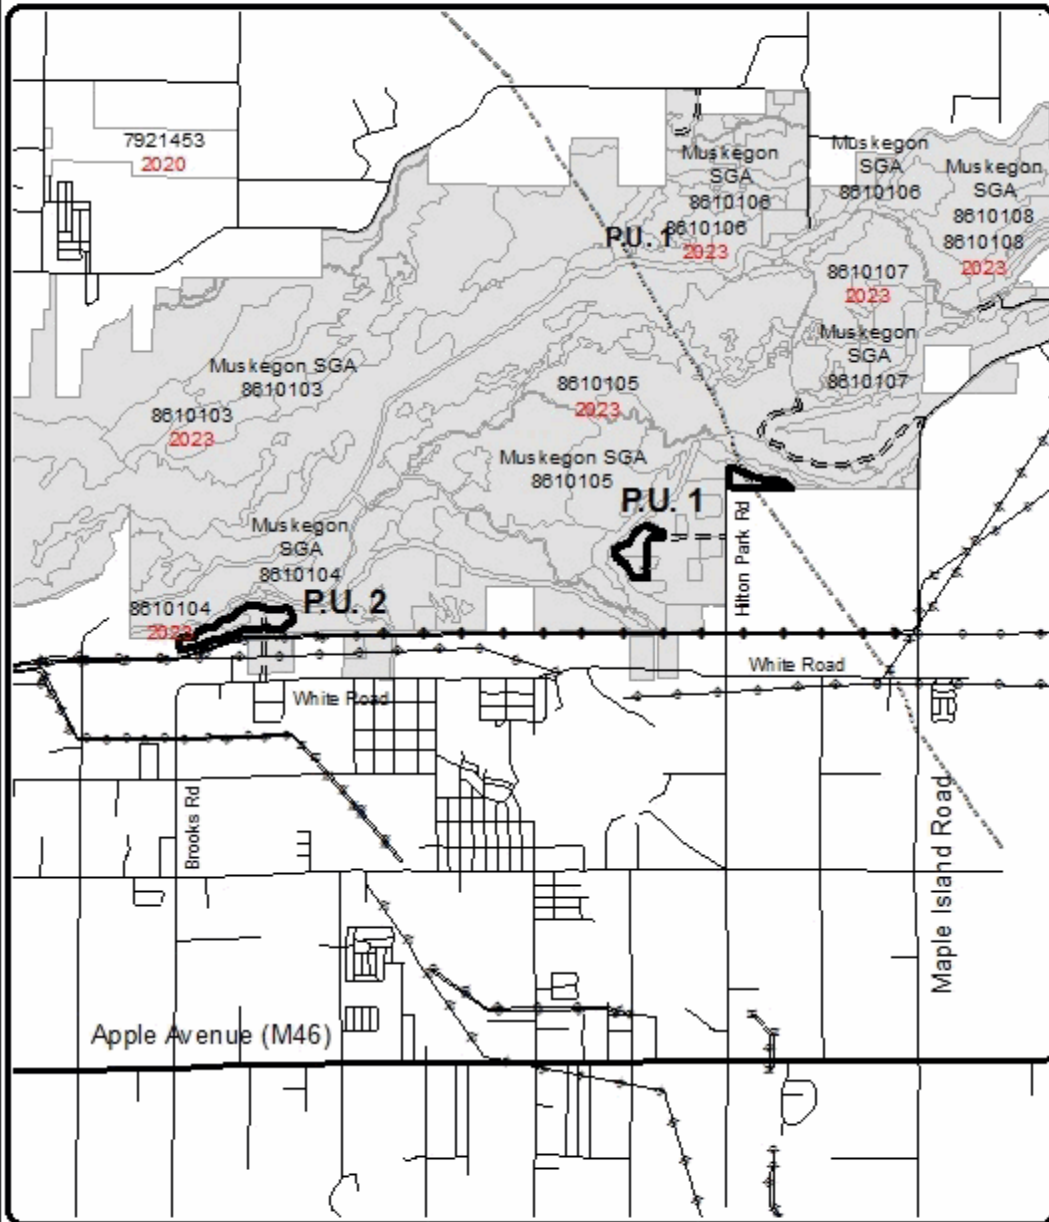 7921453
2020
Muskegon
SGA
8610106
8610106
2023
Muskegon
SGA
8610106
Muskegon
SGA
8610108
8610108
2023
P.U. 1
8610107
2023
Muskegon
SGA
8610107
Muskegon SGA
8610103
8610103
2023
8610105
2023
Muskegon SGA
8610105
P.U. 1
Hilton Park Rd
Muskegon
SGA
8610104
8610104
2023
P.U. 2
White Road
White Road
Brooks Rd
Maple Island Road
Apple Avenue (M46)